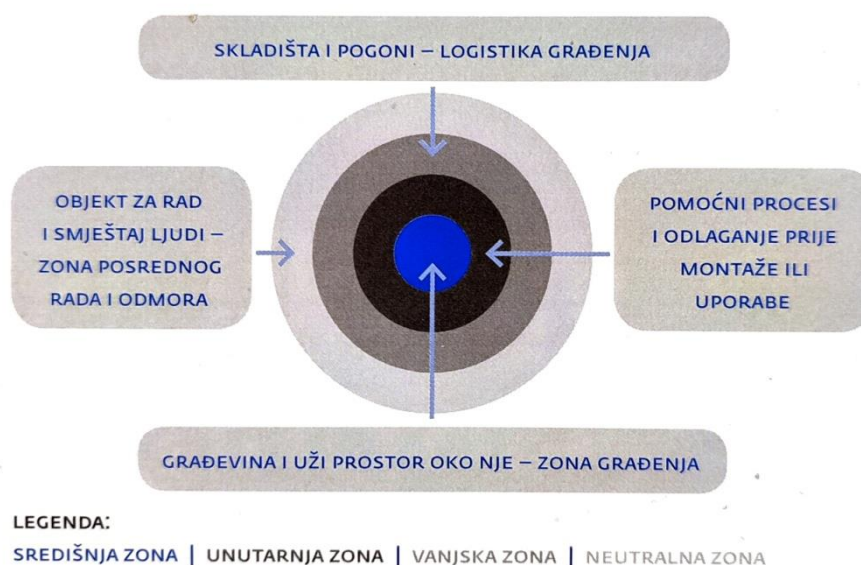 SKLADIŠTA I POGONI – LOGISTIKA GRAĐENJA
OBJEKT ZA RAD
I SMJEŠTAJ LJUDI –
ZONA POSREDNOG
RADA I ODMORA
POMOĆNI PROCESI
I ODLAGANJE PRIJE
MONTAŽE ILI
UPORABE
GRAĐEVINA I UŽI PROSTOR OKO NJE – ZONA GRAĐENJA
LEGENDA:
SREDIŠNJA ZONA | UNUTARNJA ZONA | VANJSKA ZONA | NEUTRALNA ZONA